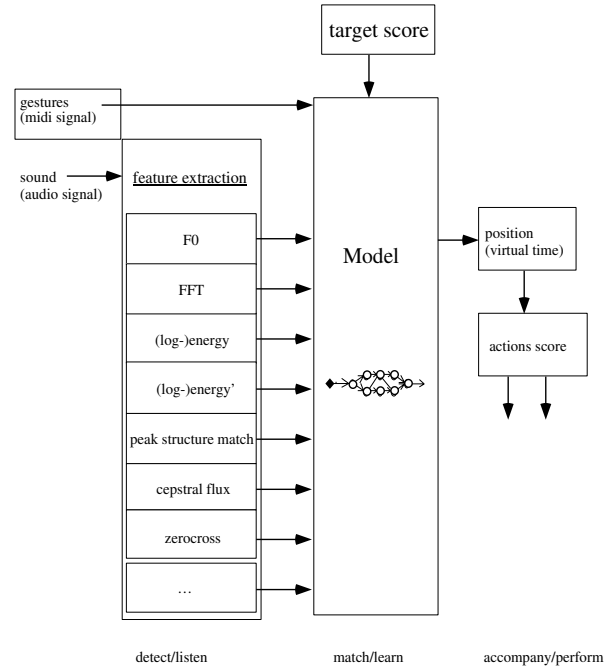 target score
gestures
(midi signal)
sound
(audio signal)
feature extraction
F0
FFT
(log-)energy
(log-)energy’
peak structure match
cepstral flux
zerocross
…
Model
position
(virtual time)
actions score
detect/listen
match/learn
accompany/perform